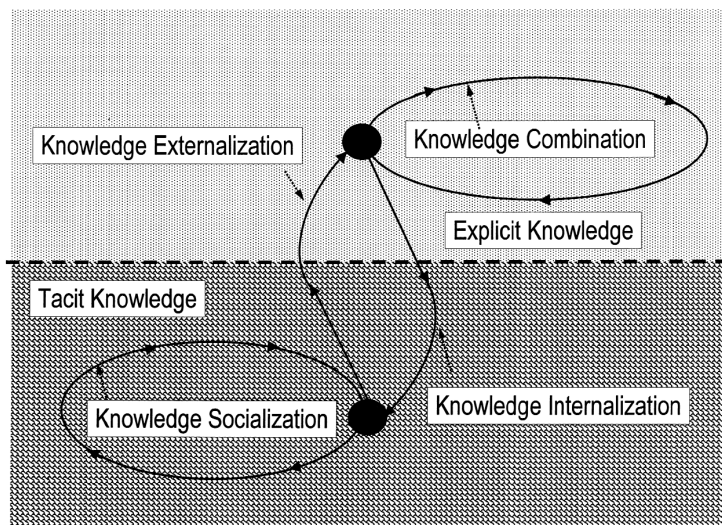 Knowledge Externalization
Knowledge Combination
Explicit Knowledge
Tacit Knowledge
Knowledge Socialization
Knowledge Internalization